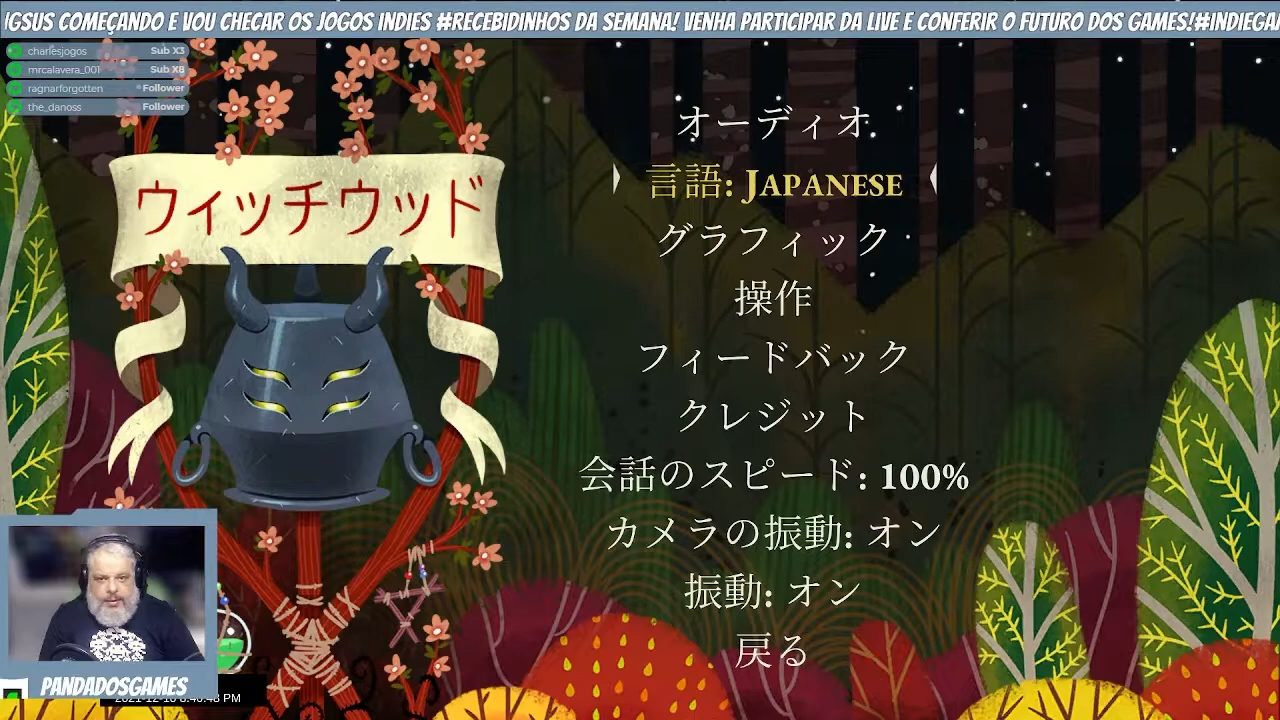 IGSUS COMEÇANDO E VOU CHECAR OS JOGOS INDIES #RECEBIDINHOS DA SEMANA! VENHA PARTICIPAR DA LIVE E CONFERIR O FUTURO DOS GAMES!#INDIEGA
charlesjogos Sub X3
mrcalavera_001 Sub X8
ragnarforgotten Follower
the_danoss Follower
ウィッチウッド
オーディオ
言語: JAPANESE
グラフィック
操作
フィードバック
クレジット
会話のスピード: 100%
カメラの振動: オン
振動: オン
戻る
PANDADOSGAMES
PM